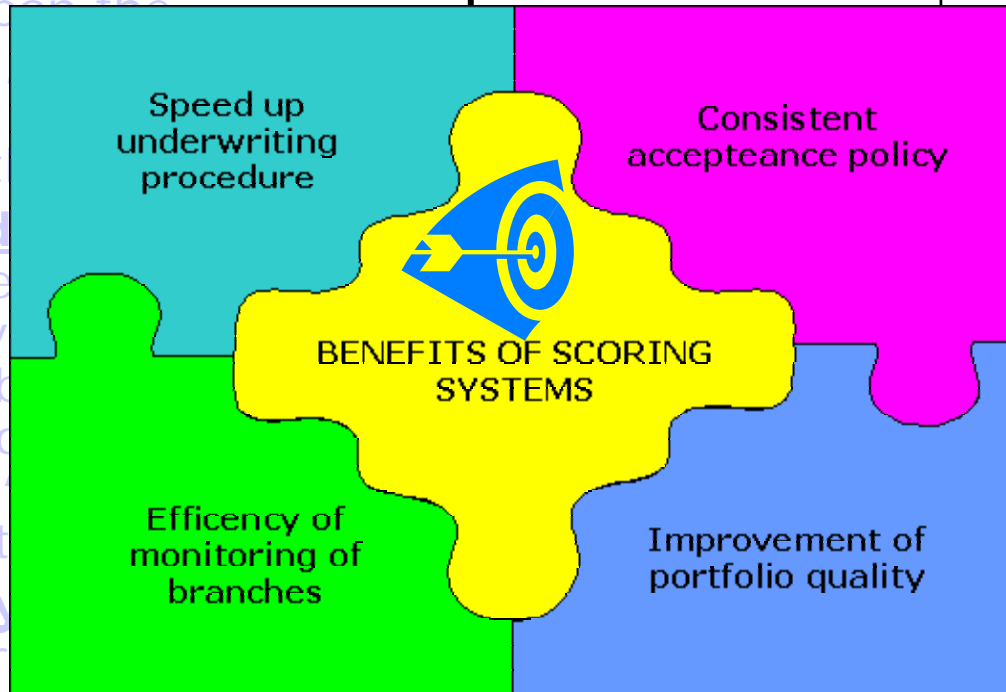 Speed up
underwriting
procedure
Consistent
accepteance policy
BENEFITS OF SCORING
SYSTEMS
Efficency of
monitoring of
branches
Improvement of
portfolio quality